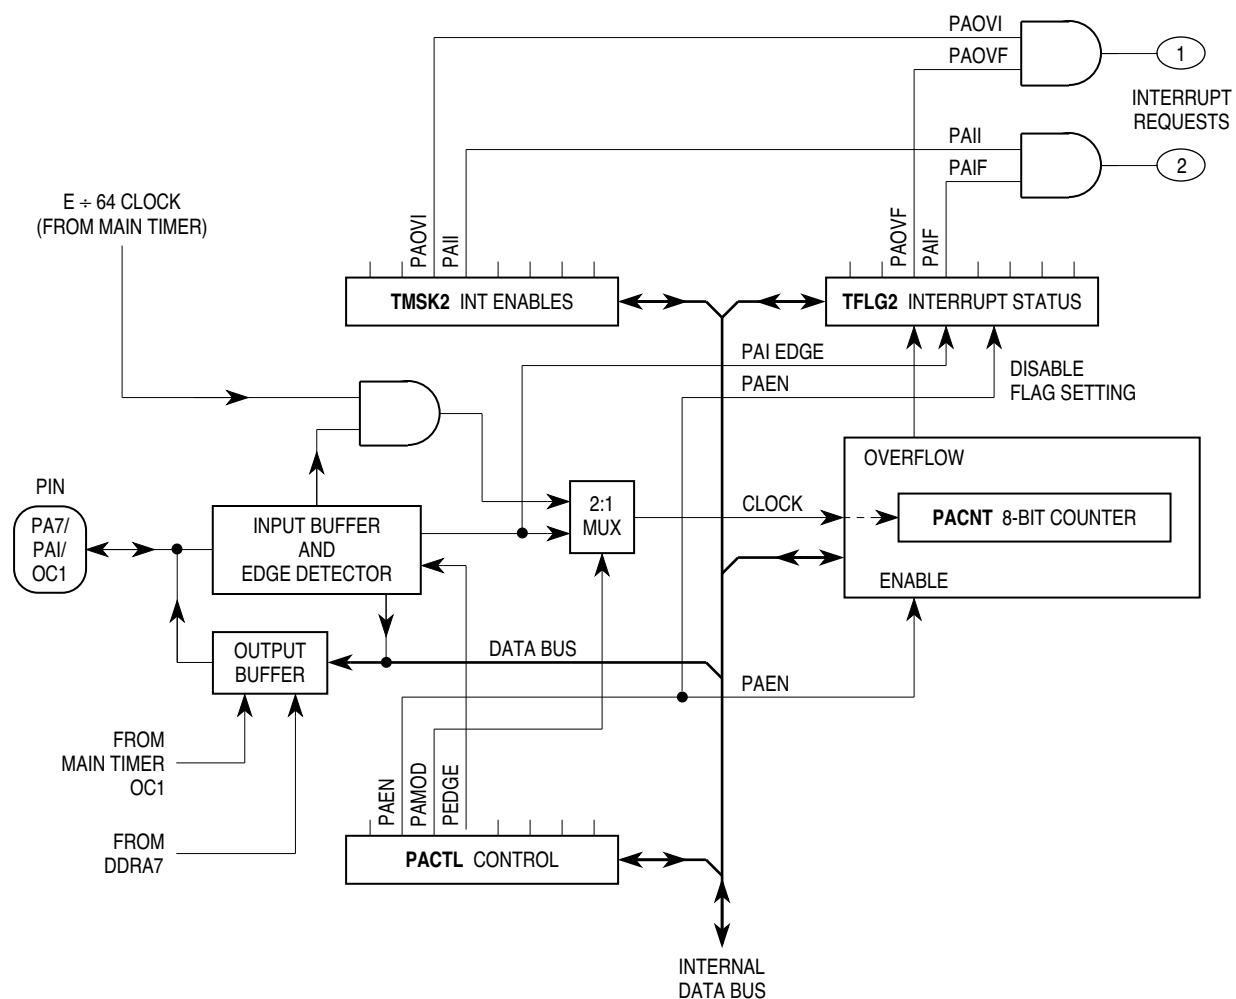 PAOVI
1
PAOVF
INTERRUPT
REQUESTS
PAII
2
PAIF
E ÷ 64 CLOCK
(FROM MAIN TIMER)
PAOVI
PAII
PAOVF
PAIF
TMSK2 INT ENABLES
TFLG2 INTERRUPT STATUS
PAI EDGE
PAEN
DISABLE
FLAG SETTING
OVERFLOW
PIN
PA7/
PAI/
OC1
INPUT BUFFER
AND
EDGE DETECTOR
2:1
MUX
CLOCK
PACNT 8-BIT COUNTER
ENABLE
OUTPUT
BUFFER
DATA BUS
PAEN
FROM
MAIN TIMER
OC1
PAEN
PAMOD
PEDGE
FROM
DDRA7
PACTL CONTROL
INTERNAL
DATA BUS